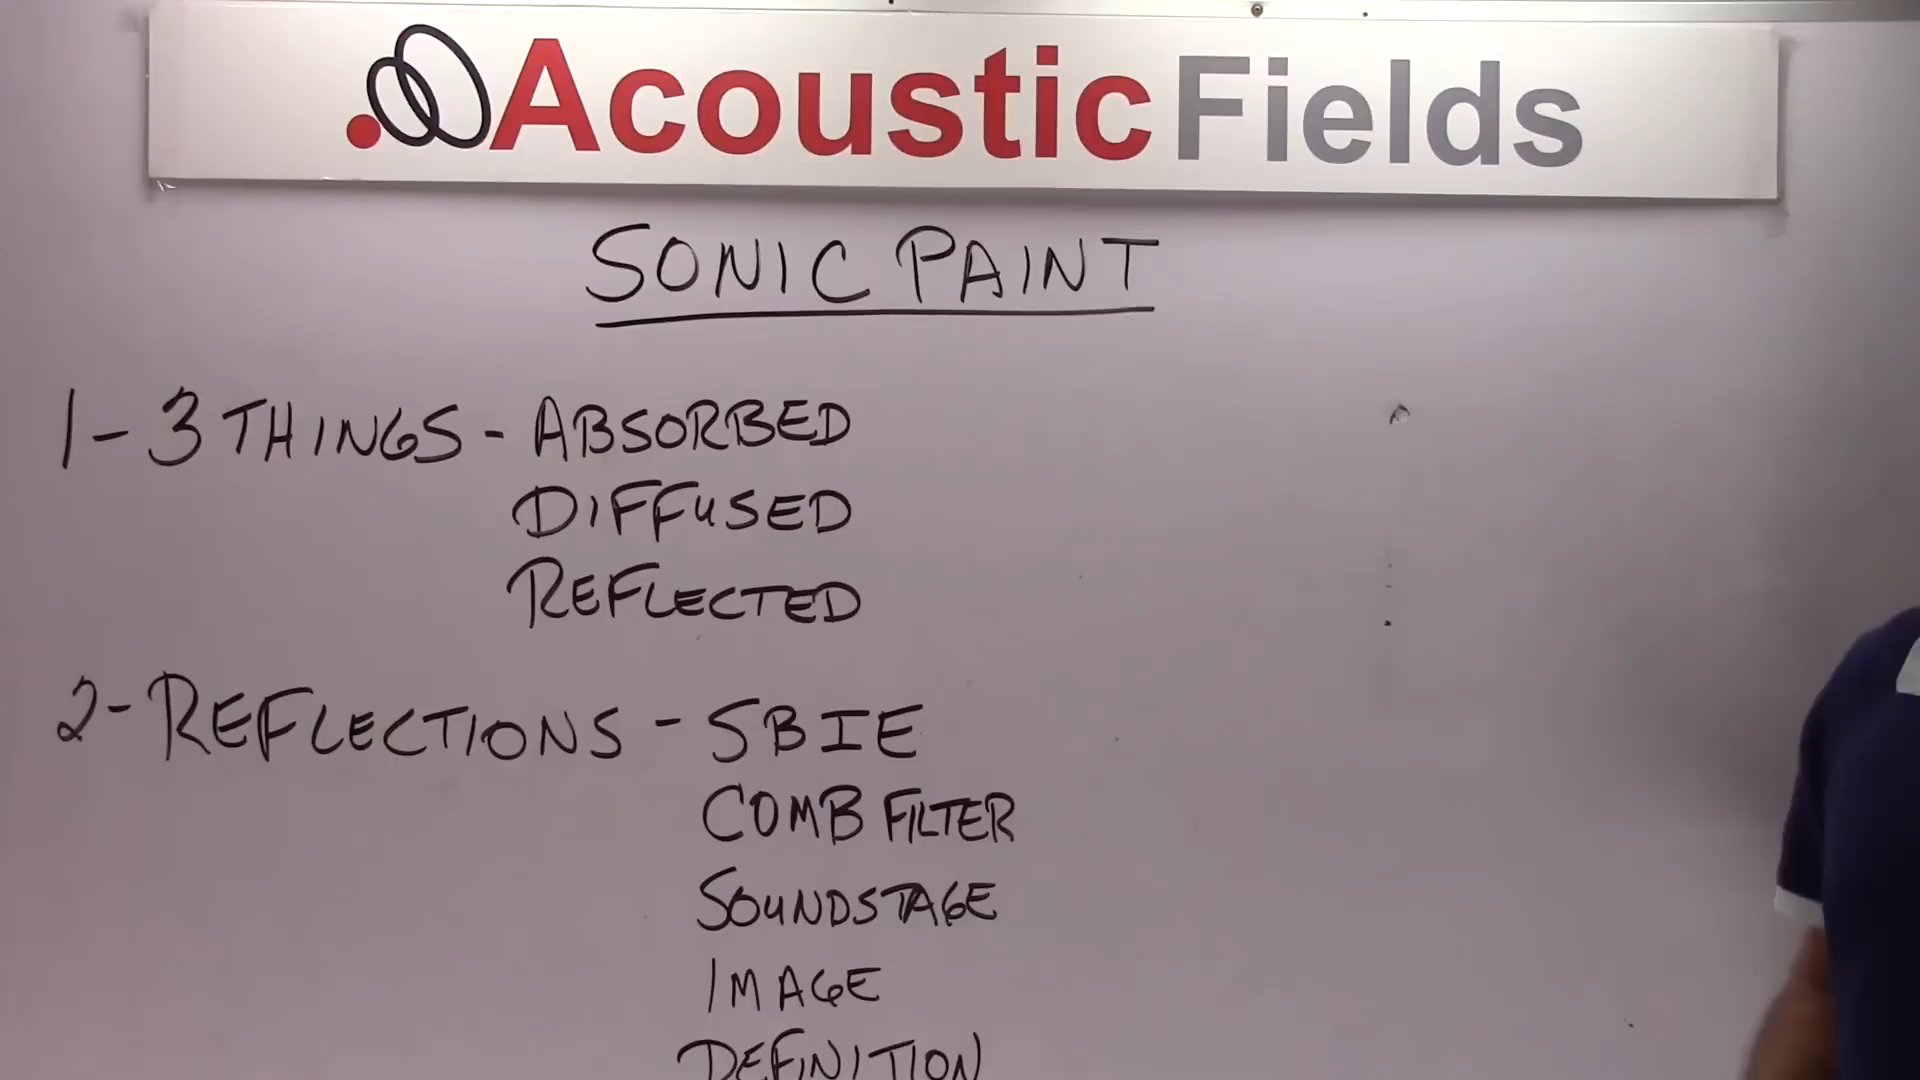 AcousticFields
SONIC PAINT
1- 3 THINGS - ABSORBED
DIFFUSED
REFLECTED
2- REFLECTIONS - SBIE
COMB FILTER
SOUNDSTAGE
IMAGE
DEFINITION